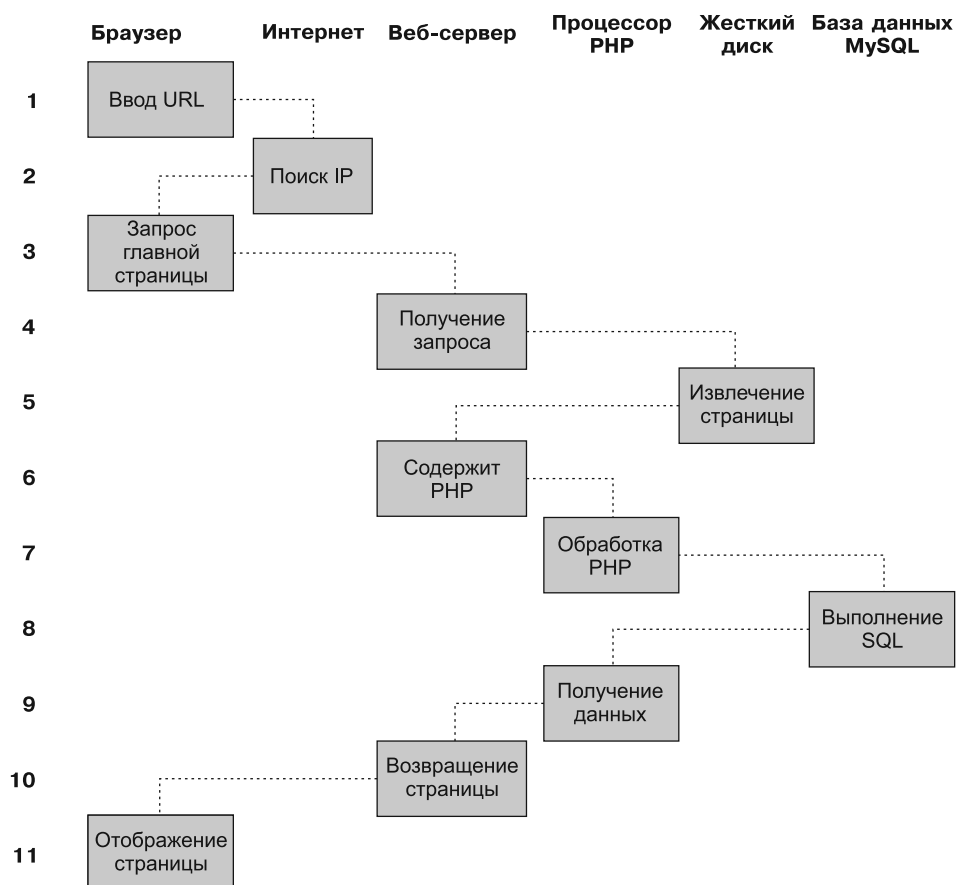 Браузер Интернет Веб-сервер Процессор PHP Жесткий диск База данных MySQL
1
Ввод URL
2
Поиск IP
3
Запрос
главной
страницы
4
Получение
запроса
5
Извлечение
страницы
6
Содержит
PHP
7
Обработка
PHP
8
Выполнение
SQL
9
Получение
данных
10
Возвращение
страницы
11
Отображение
страницы